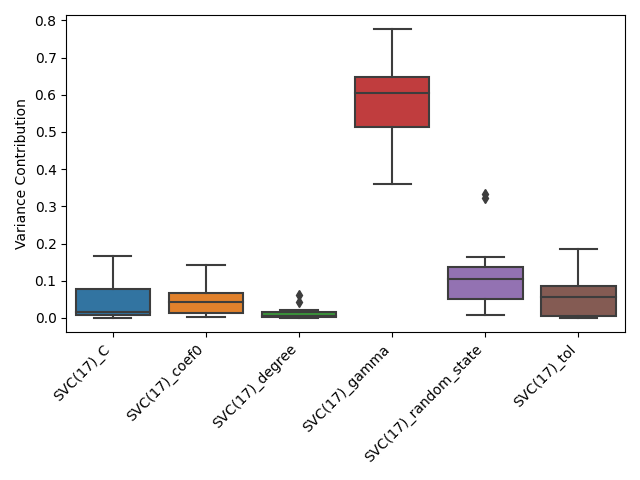 0.8
0.7
0.6
0.5
0.4
0.3
0.2
0.1
0.0
Variance Contribution
SVC(17)_C
SVC(17)_coef0
SVC(17)_degree
SVC(17)_gamma
SVC(17)_random_state
SVC(17)_tol